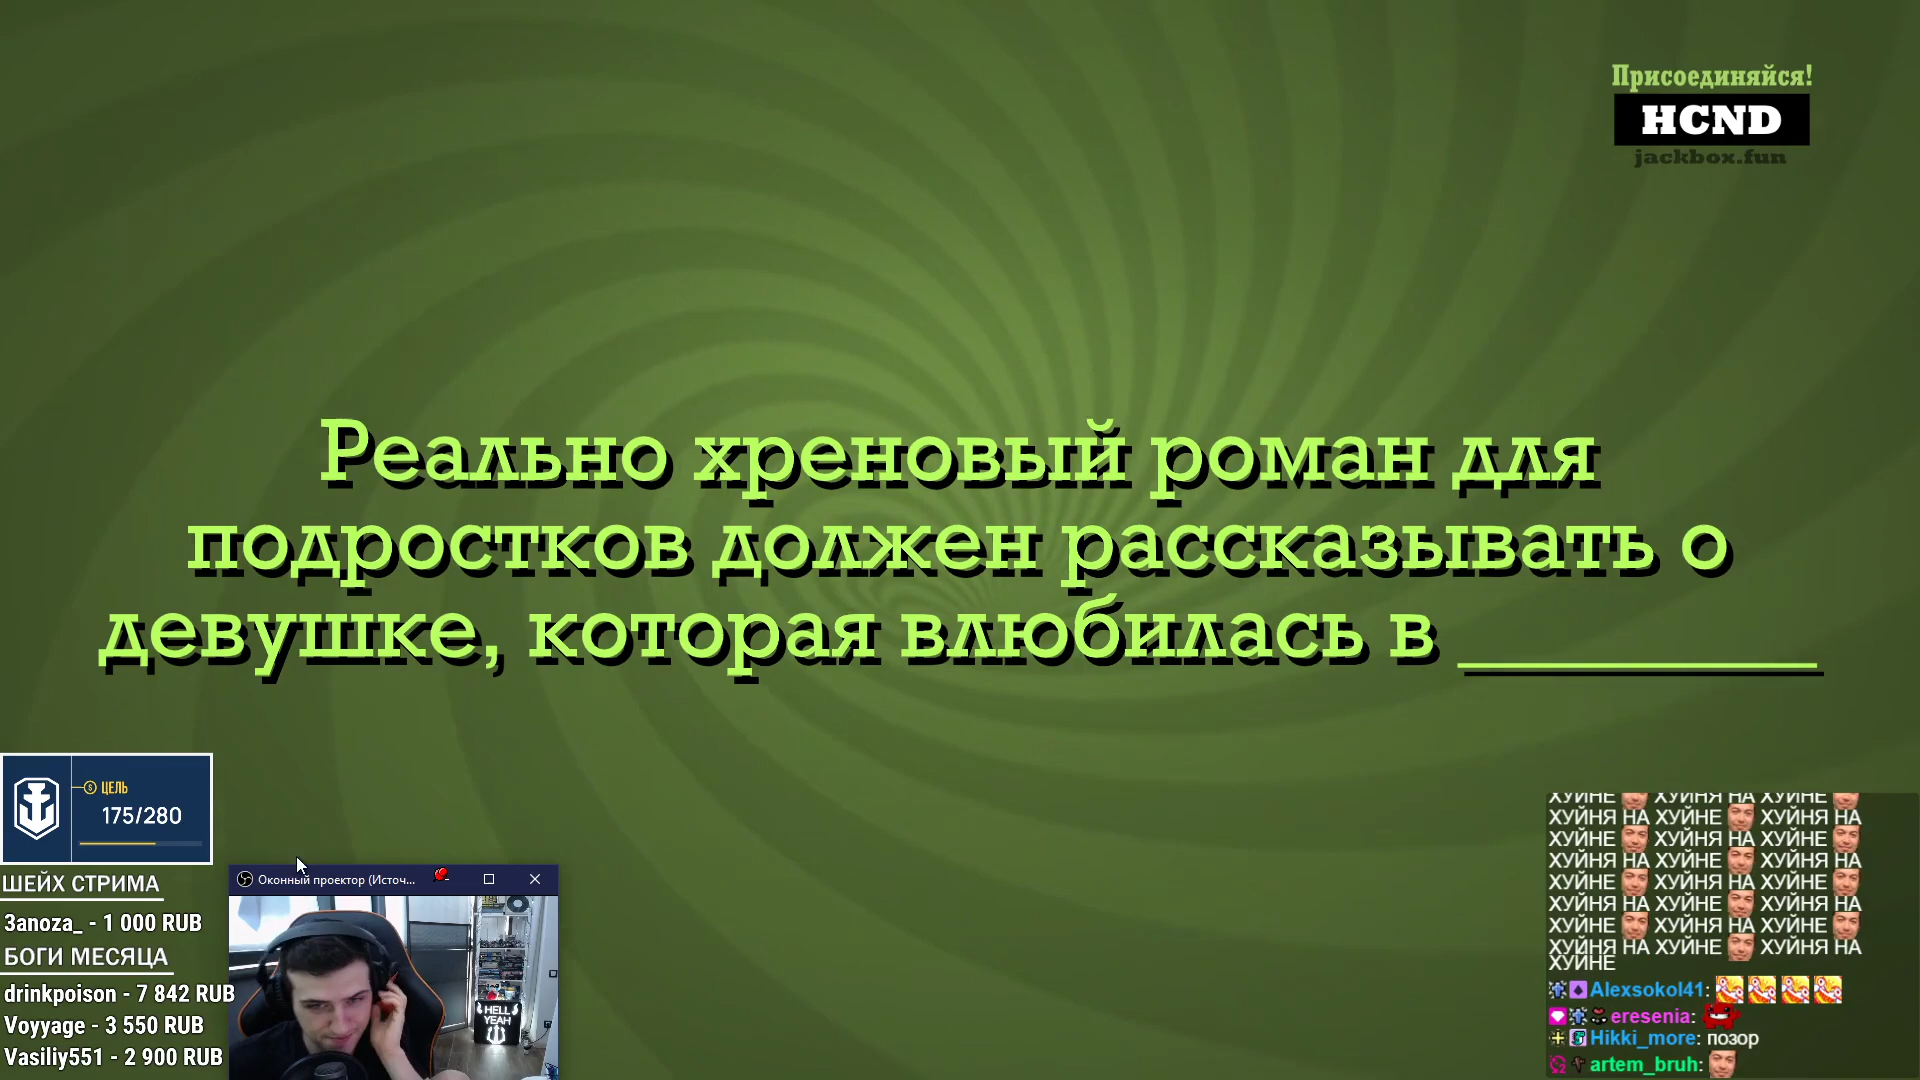 Присоединяйся!
HCND
jackbox.fun
Реально хреновый роман для
подростков должен рассказывать о
девушке, которая влюбилась в ________
ЦЕЛЬ
175/280
ШЕЙХ СТРИМА
3anoza_ - 1 000 RUB
БОГИ МЕСЯЦА
drinkpoison - 7 842 RUB
Voyyage - 3 550 RUB
Vasiliy551 - 2 900 RUB
Оконный проектор (Источ...
HELL
YEAH
ХУЙНЕ ХУЙНЯ НА ХУЙНЕ
ХУЙНЯ НА ХУЙНЕ ХУЙНЯ НА
ХУЙНЕ ХУЙНЯ НА ХУЙНЕ
ХУЙНЯ НА ХУЙНЕ ХУЙНЯ НА
ХУЙНЕ ХУЙНЯ НА ХУЙНЕ
ХУЙНЯ НА ХУЙНЕ ХУЙНЯ НА
ХУЙНЕ ХУЙНЯ НА ХУЙНЕ
ХУЙНЯ НА ХУЙНЕ ХУЙНЯ НА
ХУЙНЕ
Alexsokol41:
eresenia:
Hikki_more: позор
artem_bruh: